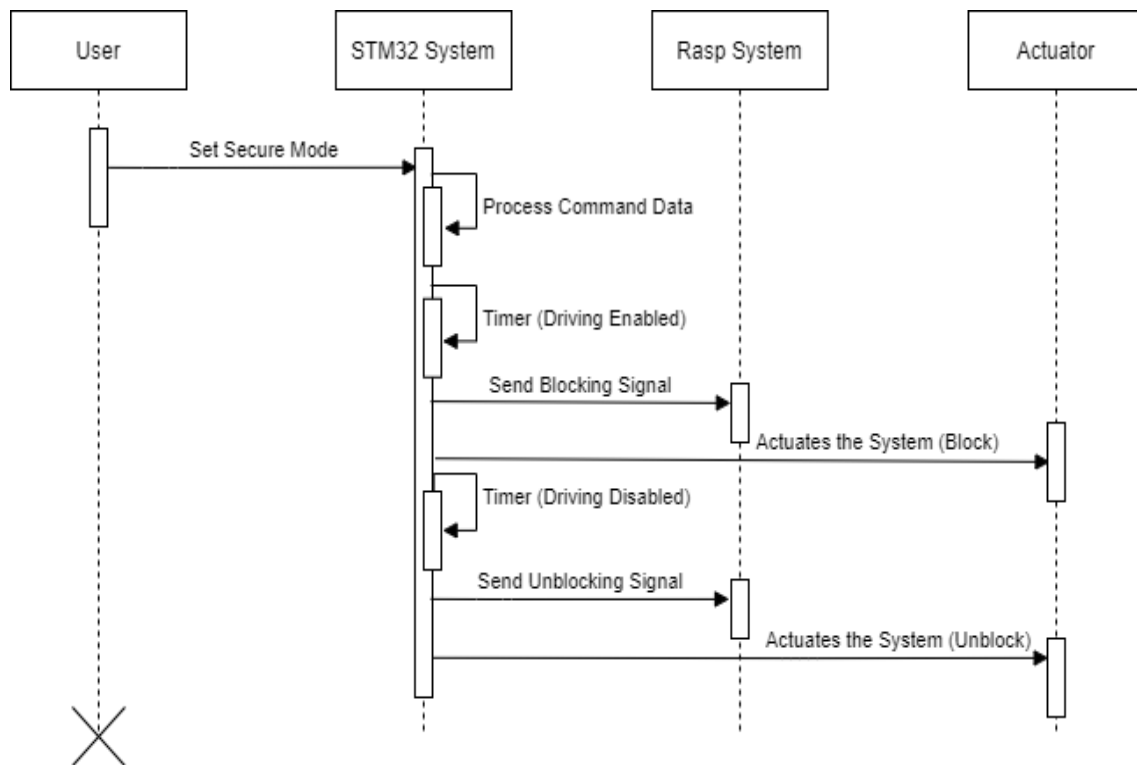 User
STM32 System
Rasp System
Actuator
Set Secure Mode
Process Command Data
Timer (Driving Enabled)
Send Blocking Signal
Actuates the System (Block)
Timer (Driving Disabled)
Send Unblocking Signal
Actuates the System (Unblock)